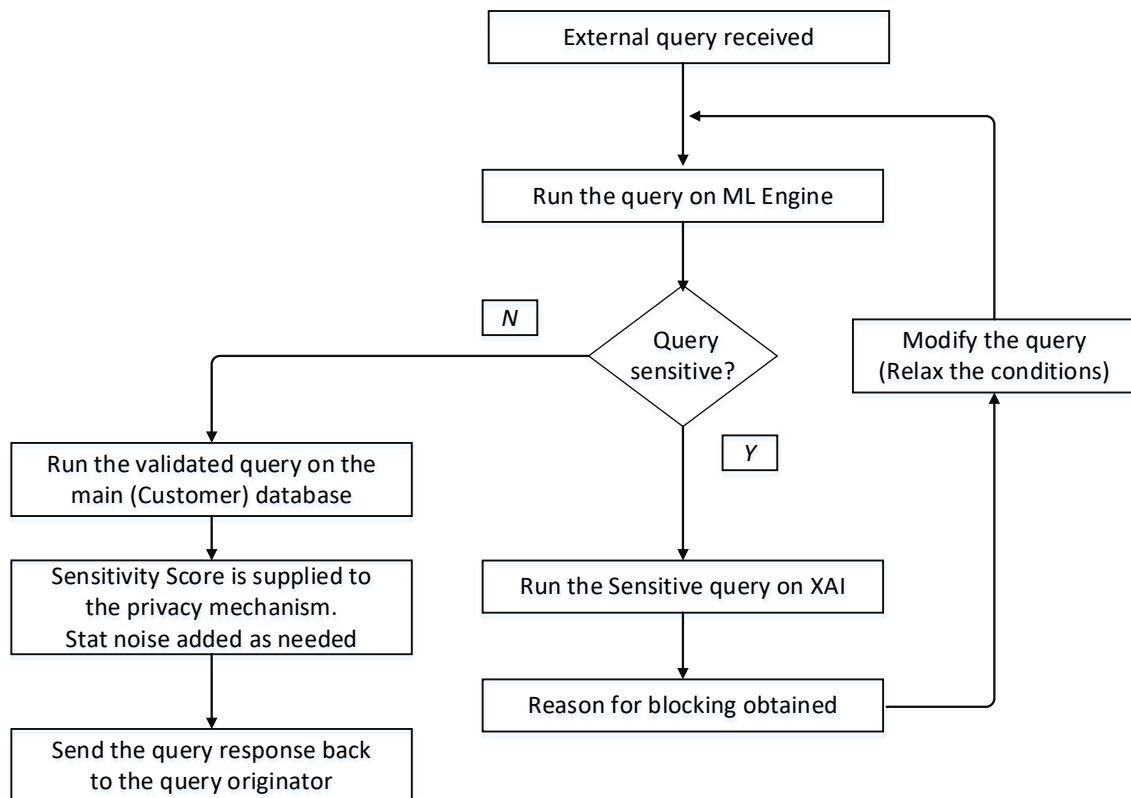 External query received
Run the query on ML Engine
N
Query
sensitive?
Modify the query
(Relax the conditions)
Y
Run the validated query on the
main (Customer) database
Sensitivity Score is supplied to
the privacy mechanism.
Stat noise added as needed
Run the Sensitive query on XAI
Reason for blocking obtained
Send the query response back
to the query originator